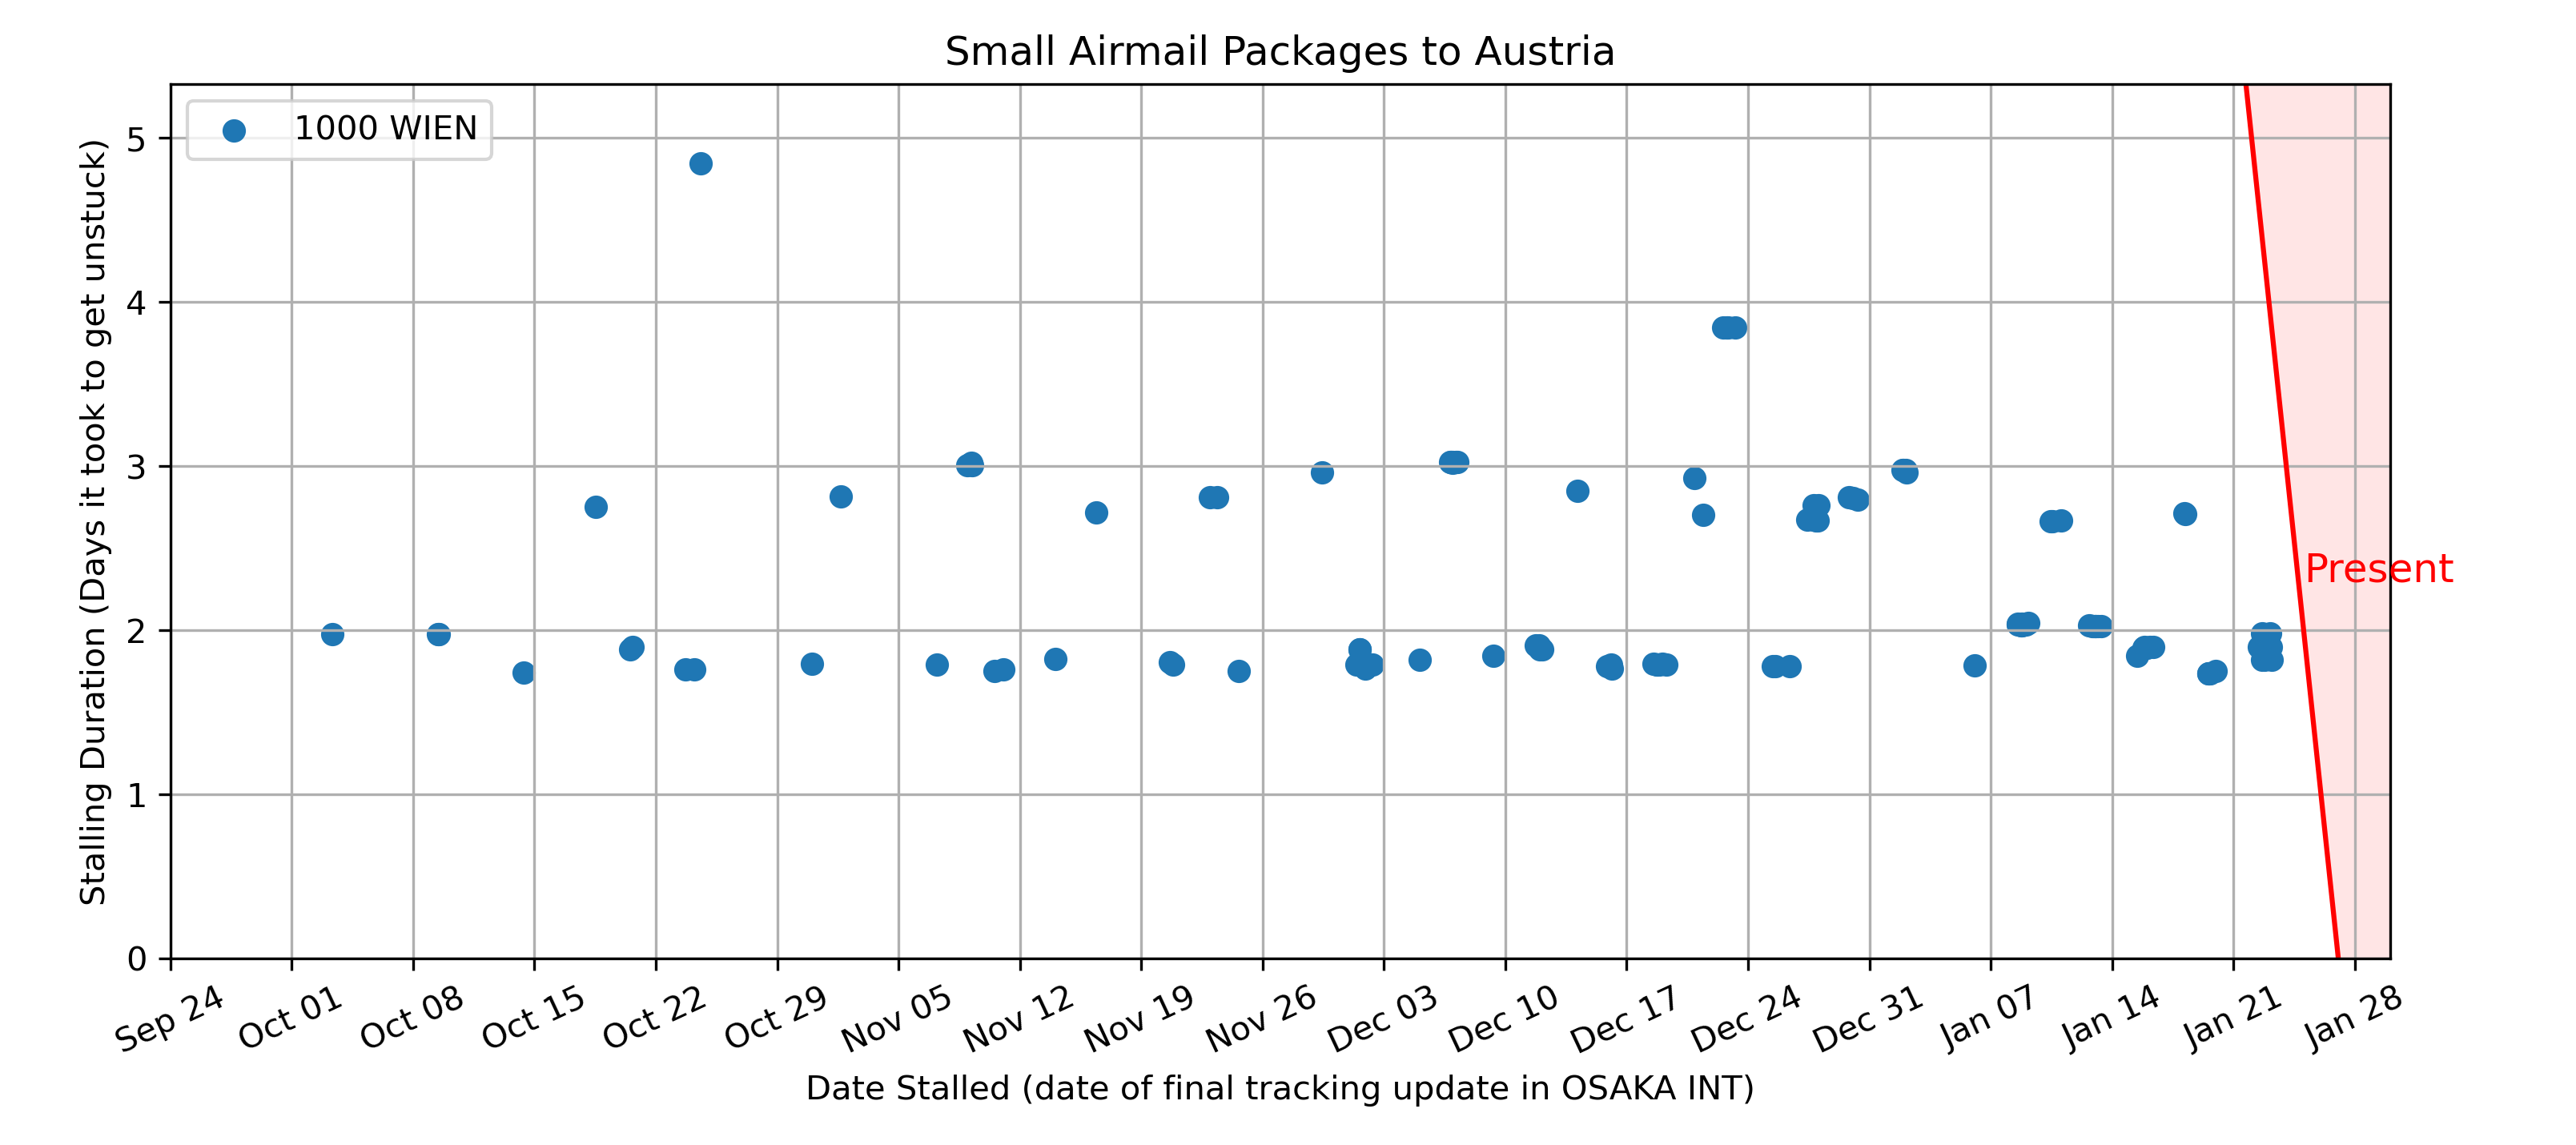 Small Airmail Packages to Austria
1000 WIEN
Stalling Duration (Days it took to get unstuck)
5
4
3
2
1
0
Present
Sep 24
Oct 01
Oct 08
Oct 15
Oct 22
Oct 29
Nov 05
Nov 12
Nov 19
Nov 26
Dec 03
Dec 10
Dec 17
Dec 24
Dec 31
Jan 07
Jan 14
Jan 21
Jan 28
Date Stalled (date of final tracking update in OSAKA INT)